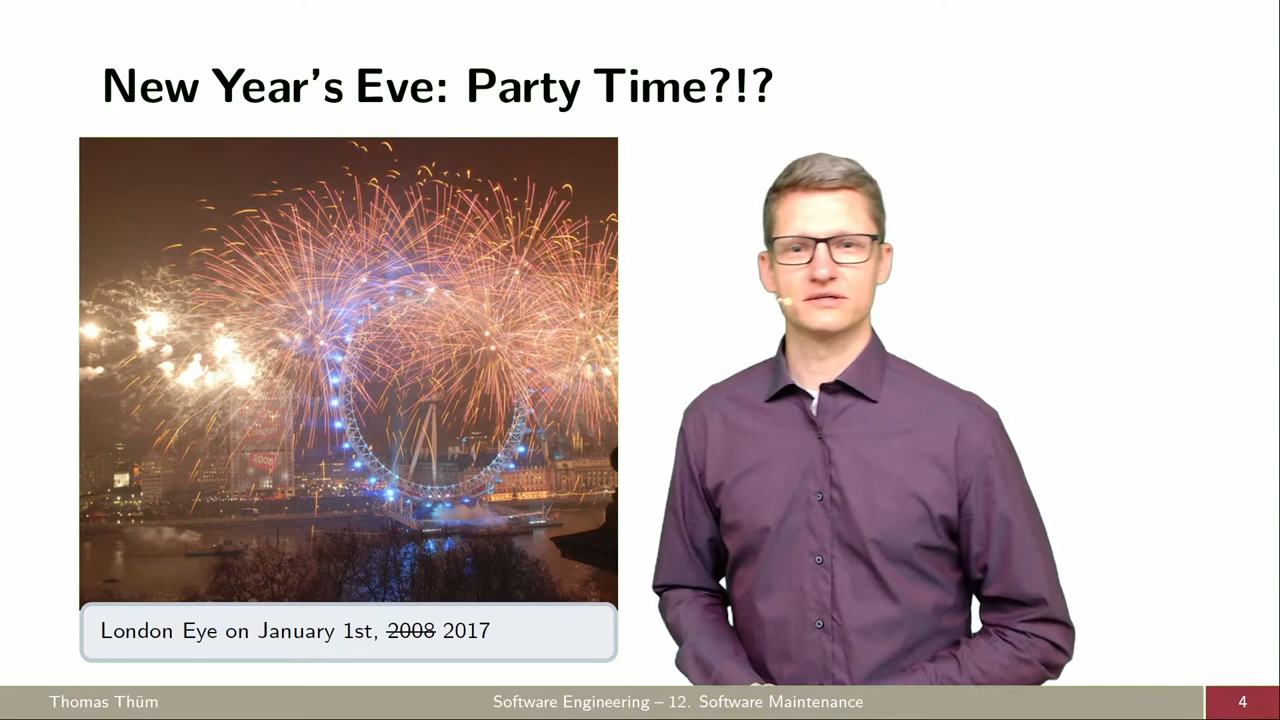 New Year's Eve: Party Time?!?
2008
London Eye on January 1st, 2008 2017
Thomas Thüm
Software Engineering – 12. Software Maintenance
4